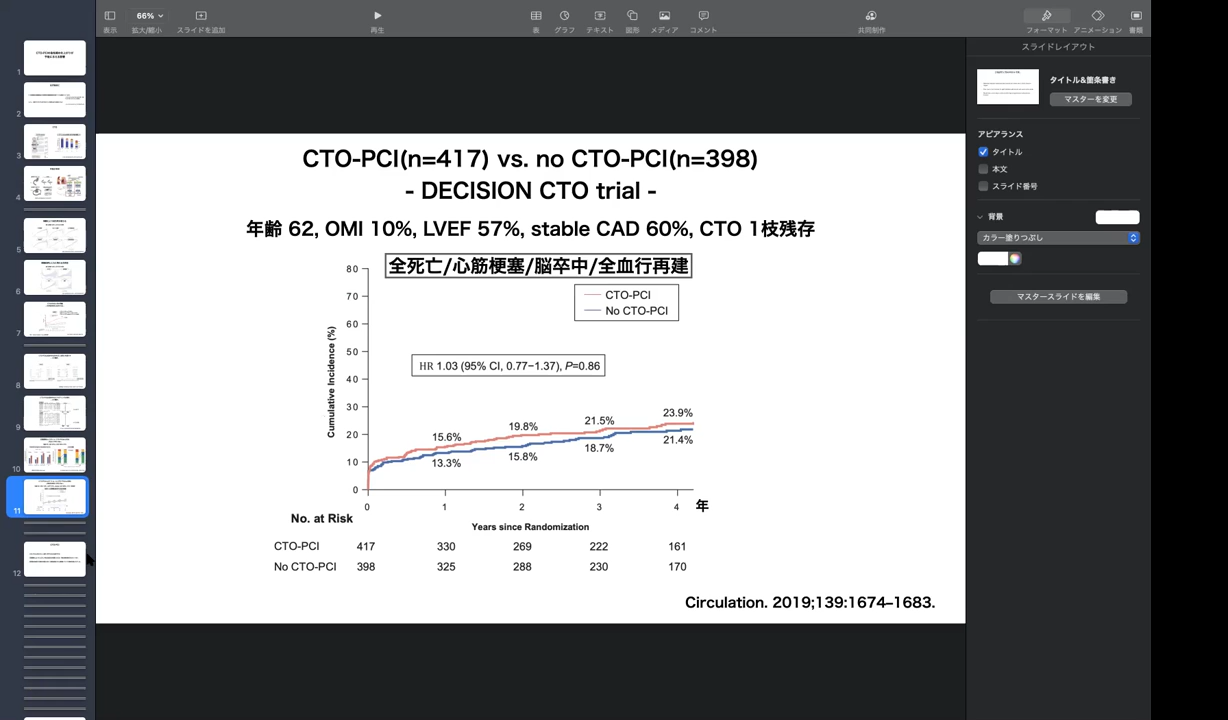 66%
表示
拡大/縮小
スライドを追加
再生
表
グラフ
テキスト
図形
メディア
コメント
共同制作
フォーマット
アニメーション
書類
1
2
3
4
5
6
7
8
9
10
11
12
CTO-PCI(n=417) vs. no CTO-PCI(n=398)
- DECISION CTO trial -
年齢 62, OMI 10%, LVEF 57%, stable CAD 60%, CTO 1枝残存
全死亡/心筋梗塞/脳卒中/全血行再建
CTO-PCI
No CTO-PCI
HR 1.03 (95% CI, 0.77–1.37), P=0.86
Cumulative Incidence (%)
80
70
60
50
40
30
20
10
0
15.6%
19.8%
21.5%
23.9%
13.3%
15.8%
18.7%
21.4%
0 1 2 3 4 年
Years since Randomization
No. at Risk
CTO-PCI 417 330 269 222 161
No CTO-PCI 398 325 288 230 170
Circulation. 2019;139:1674–1683.
スライドレイアウト
タイトル&箇条書き
マスターを変更
アピアランス
タイトル
本文
スライド番号
背景
カラー塗りつぶし
マスタースライドを編集